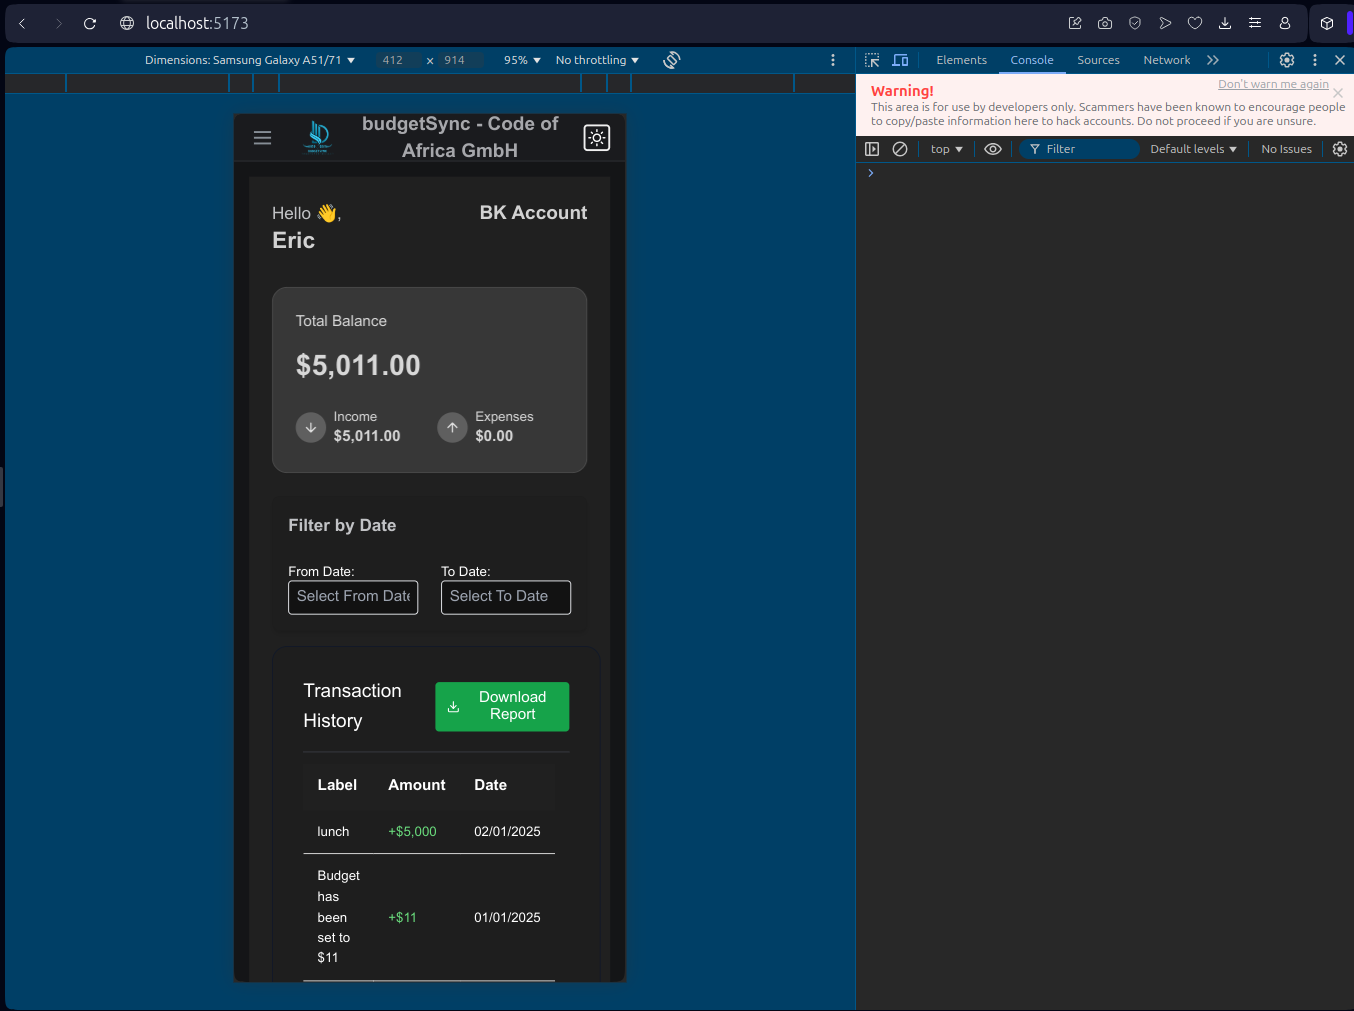 localhost:5173
Dimensions: Samsung Galaxy A51/71 412 x 914 95% No throttling
Elements Console Sources Network
Warning! Don't warn me again
This area is for use by developers only. Scammers have been known to encourage people
to copy/paste information here to hack accounts. Do not proceed if you are unsure.
top Filter Default levels No Issues
budgetSync - Code of
Africa GmbH
Hello 👋,
BK Account
Eric
Total Balance
$5,011.00
Income
$5,011.00
Expenses
$0.00
Filter by Date
From Date: To Date:
Select From Date Select To Date
Transaction
History
Download
Report
Label Amount Date
lunch +$5,000 02/01/2025
Budget
has
been +$11 01/01/2025
set to
$11